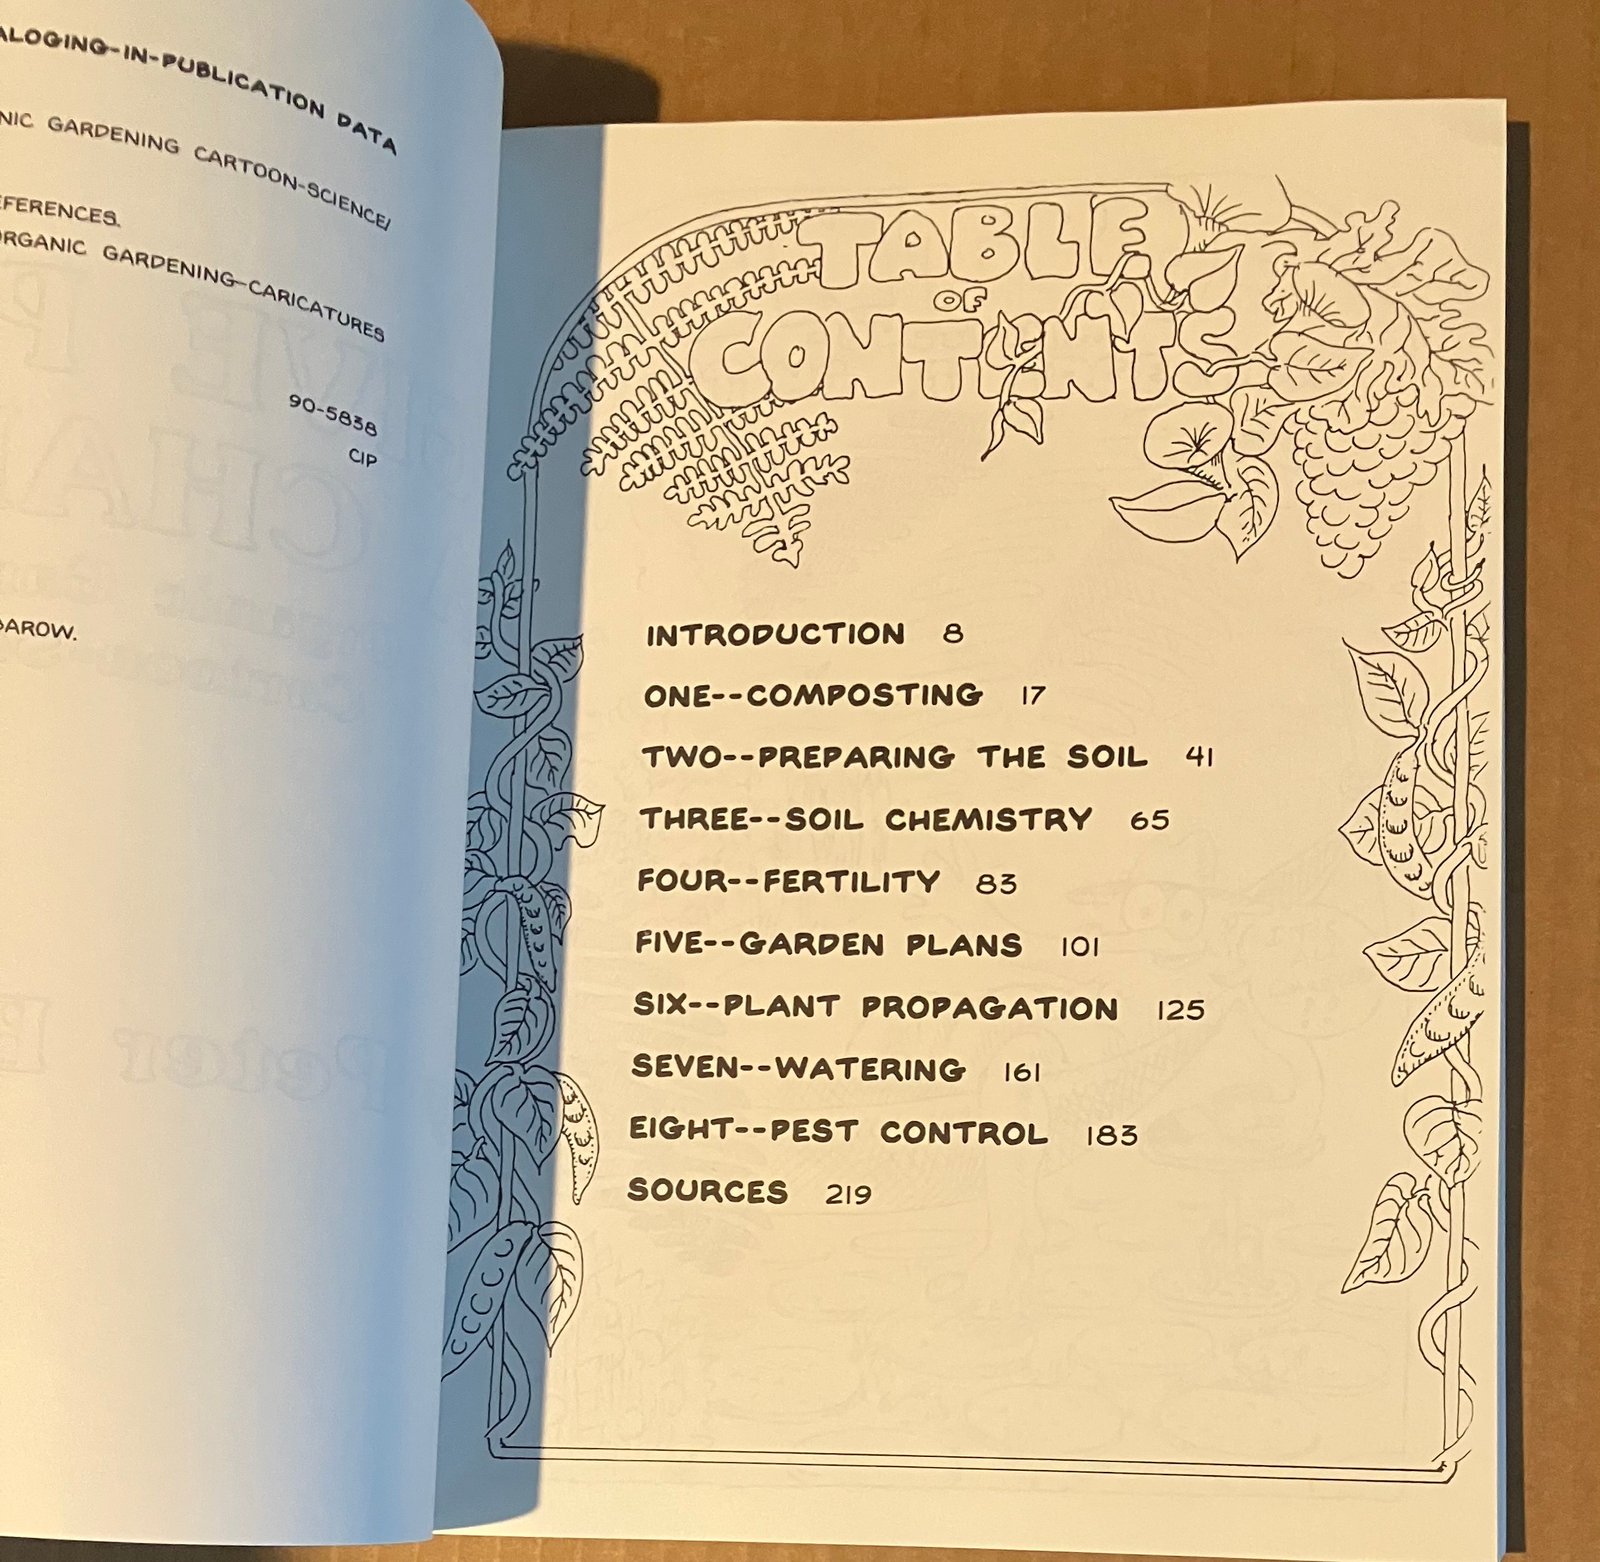 ALOGING-IN-PUBLICATION DATA
NIC GARDENING CARTOON-SCIENCE/
EFERENCES.
ORGANIC GARDENING-CARICATURES
90-5838
CIP
BAROW.
TABLE
OF
CONTENTS
INTRODUCTION 8
ONE--COMPOSTING 17
TWO--PREPARING THE SOIL 41
THREE--SOIL CHEMISTRY 65
FOUR--FERTILITY 83
FIVE--GARDEN PLANS 101
SIX--PLANT PROPAGATION 125
SEVEN--WATERING 161
EIGHT--PEST CONTROL 183
SOURCES 219